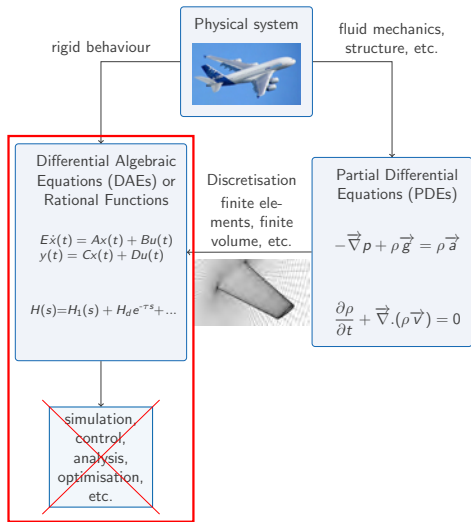 Physical system
rigid behaviour
fluid mechanics,
structure, etc.
Differential Algebraic
Equations (DAEs) or
Rational Functions
Eẋ(t) = Ax(t) + Bu(t)
y(t) = Cx(t) + Du(t)
H(s)=H₁(s) + H_d e^{-τs}+...
Discretisation
finite ele-
ments, finite
volume, etc.
Partial Differential
Equations (PDEs)
−∇⃗p + ρg⃗ = ρa⃗
∂ρ/∂t + ∇⃗.(ρv⃗) = 0
simulation,
control,
analysis,
optimisation,
etc.